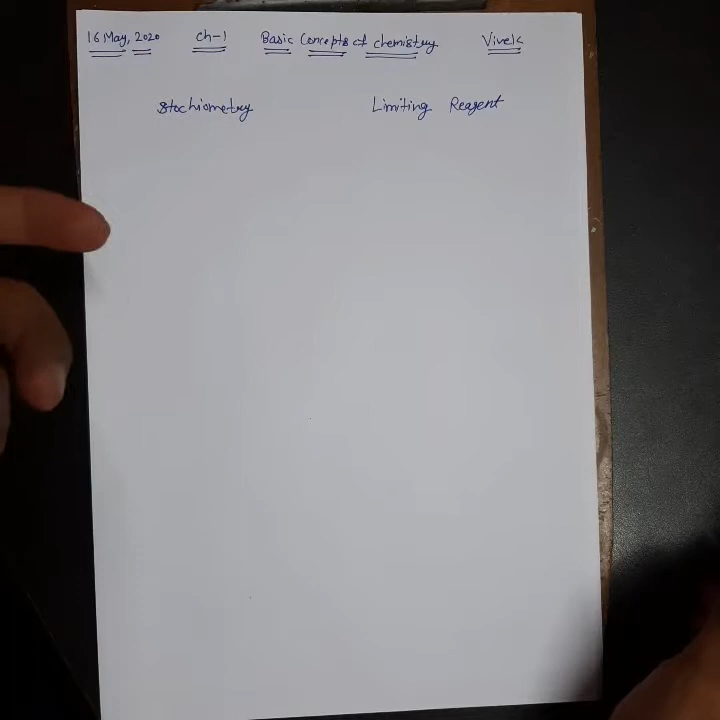 16 May, 2020 ch-1 Basic Concepts of chemistry Vivek
Stochiometry Limiting Reagent